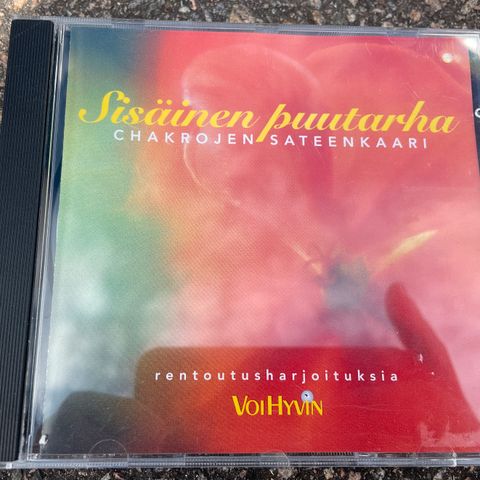 Sisäinen puutarha
CHAKROJEN SATEENKAARI
rentoutusharjoituksia
VOI HYVIN